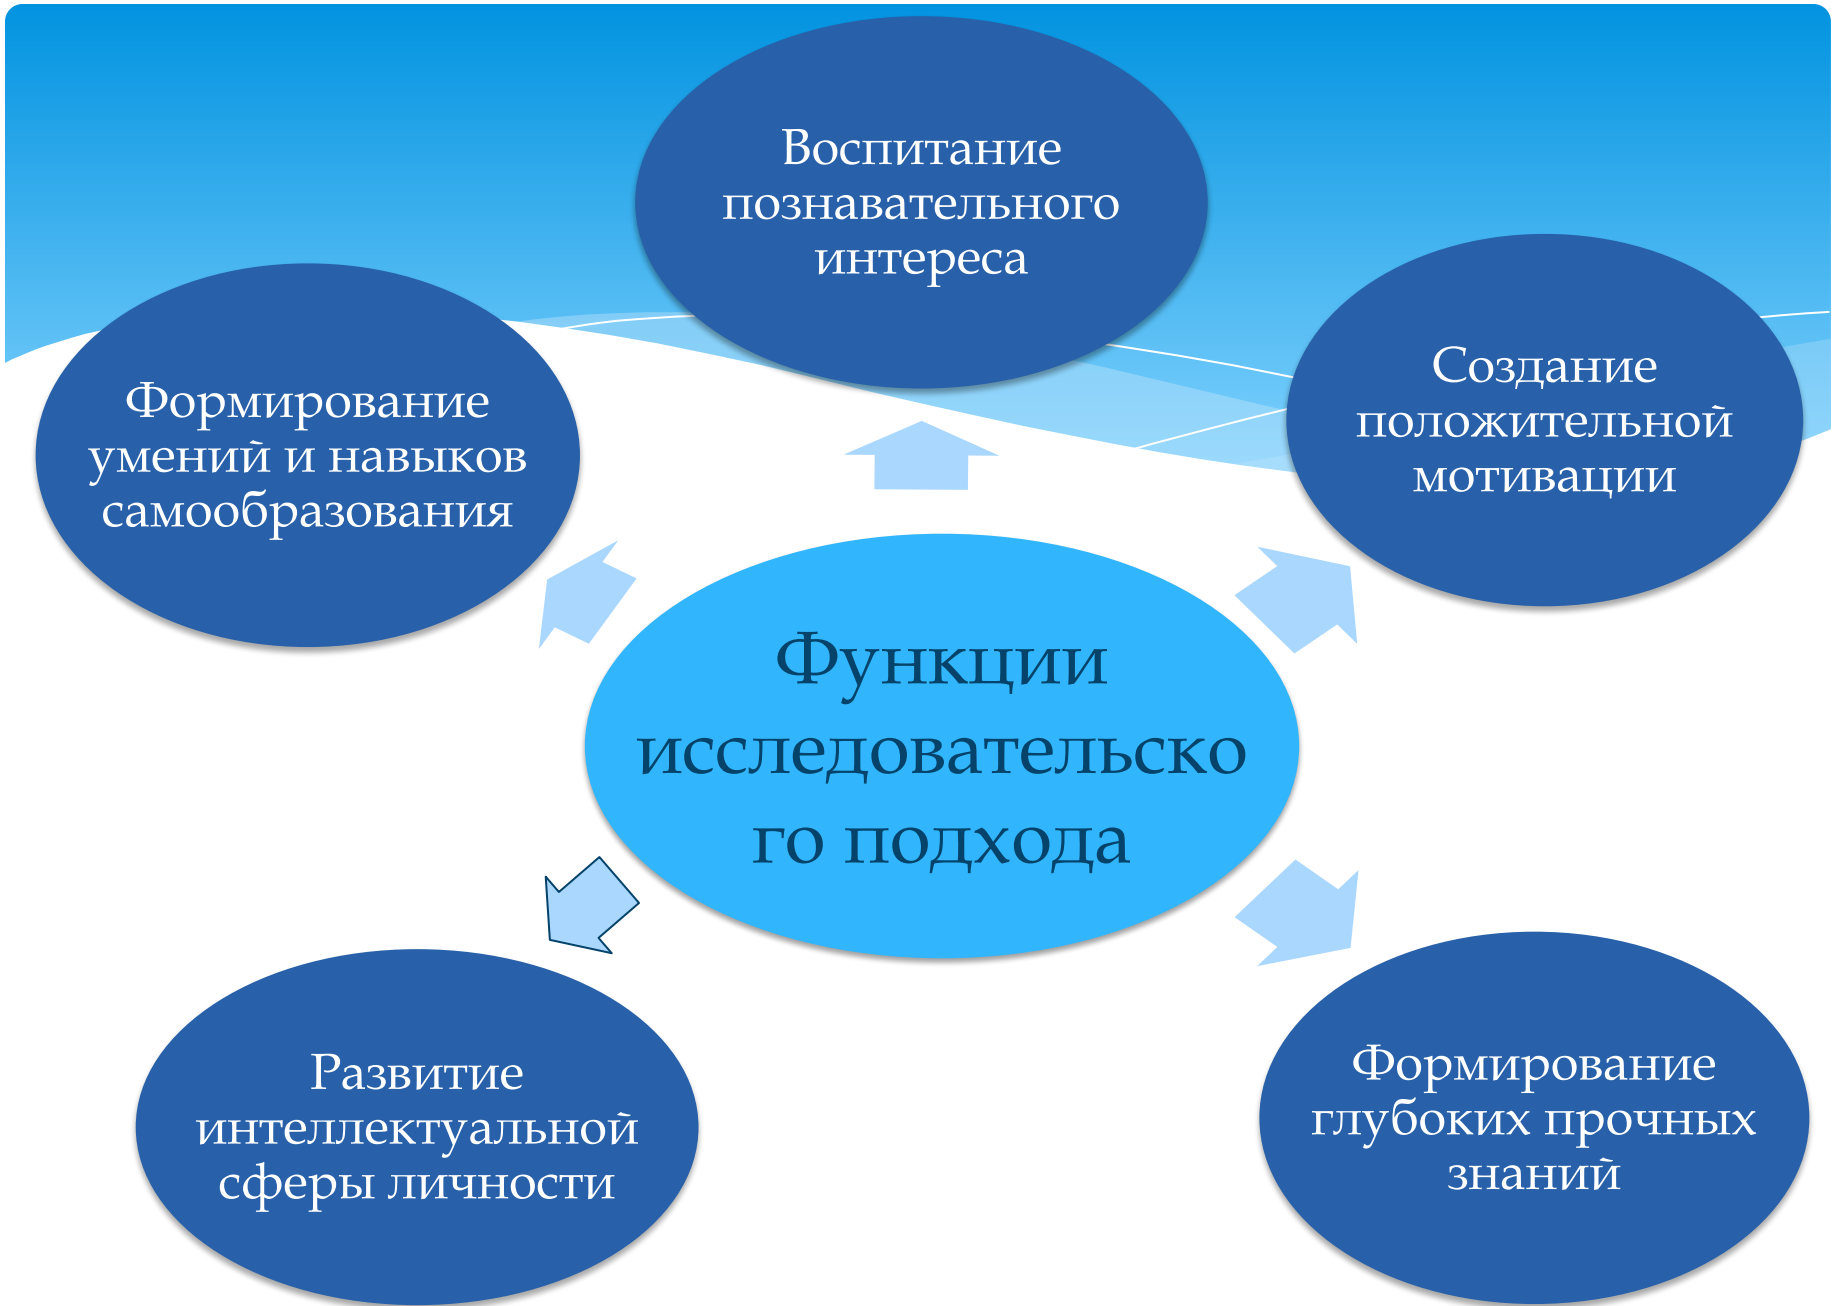 Воспитание
познавательного
интереса
Создание
положительной
мотивации
Формирование
умений и навыков
самообразования
Функции
исследовательско
го подхода
Развитие
интеллектуальной
сферы личности
Формирование
глубоких прочных
знаний